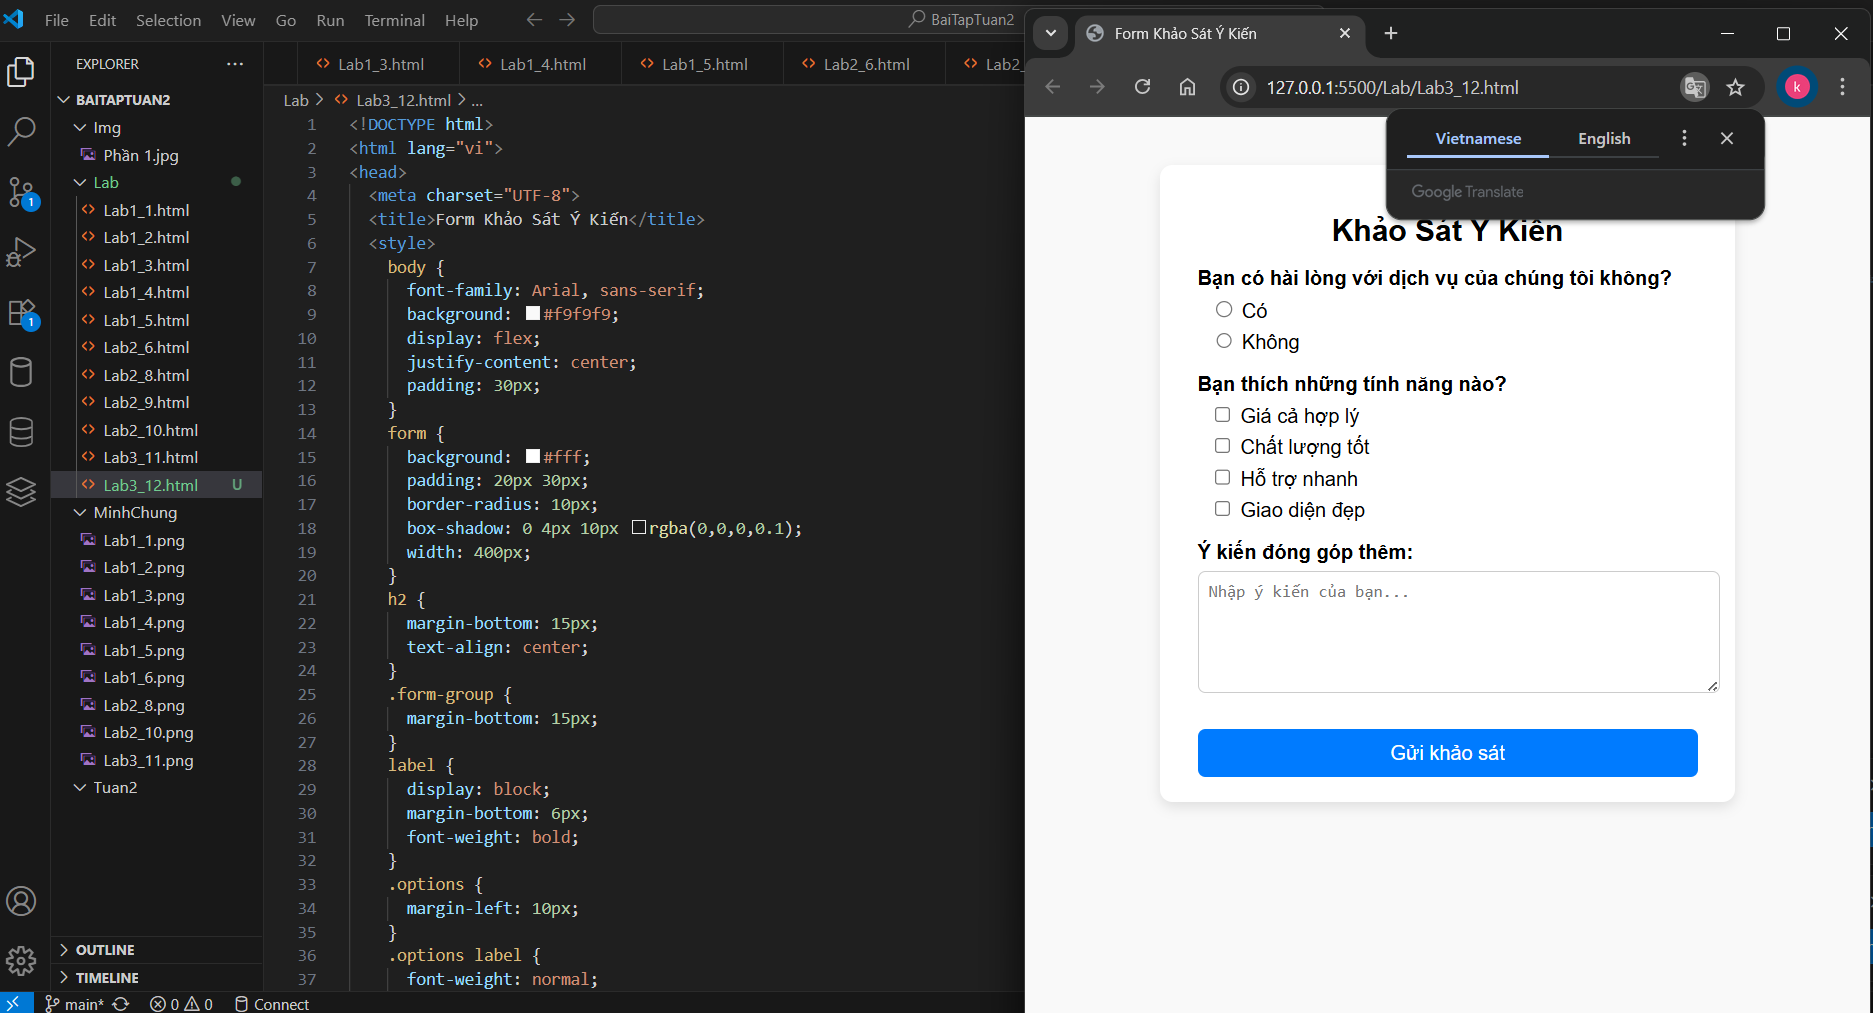 File Edit Selection View Go Run Terminal Help
BaiTapTuan2
EXPLORER
BAITAPTUAN2
Img
Phần 1.jpg
Lab
Lab1_1.html
Lab1_2.html
Lab1_3.html
Lab1_4.html
Lab1_5.html
Lab2_6.html
Lab2_8.html
Lab2_9.html
Lab2_10.html
Lab3_11.html
Lab3_12.html U
MinhChung
Lab1_1.png
Lab1_2.png
Lab1_3.png
Lab1_4.png
Lab1_5.png
Lab1_6.png
Lab2_8.png
Lab2_10.png
Lab3_11.png
Tuan2
OUTLINE
TIMELINE
1
1
Lab1_3.html Lab1_4.html Lab1_5.html Lab2_6.html Lab2_
Lab > Lab3_12.html > ...
1 <!DOCTYPE html>
2 <html lang="vi">
3 <head>
4 <meta charset="UTF-8">
5 <title>Form Khảo Sát Ý Kiến</title>
6 <style>
7 body {
8 font-family: Arial, sans-serif;
9 background: #f9f9f9;
10 display: flex;
11 justify-content: center;
12 padding: 30px;
13 }
14 form {
15 background: #fff;
16 padding: 20px 30px;
17 border-radius: 10px;
18 box-shadow: 0 4px 10px rgba(0,0,0,0.1);
19 width: 400px;
20 }
21 h2 {
22 margin-bottom: 15px;
23 text-align: center;
24 }
25 .form-group {
26 margin-bottom: 15px;
27 }
28 label {
29 display: block;
30 margin-bottom: 6px;
31 font-weight: bold;
32 }
33 .options {
34 margin-left: 10px;
35 }
36 .options label {
37 font-weight: normal;
main* 0 0 Connect
Form Khảo Sát Ý Kiến
127.0.0.1:5500/Lab/Lab3_12.html
k
Vietnamese English
Google Translate
Khảo Sát Ý Kiến
Bạn có hài lòng với dịch vụ của chúng tôi không?
Có
Không
Bạn thích những tính năng nào?
Giá cả hợp lý
Chất lượng tốt
Hỗ trợ nhanh
Giao diện đẹp
Ý kiến đóng góp thêm:
Nhập ý kiến của bạn...
Gửi khảo sát